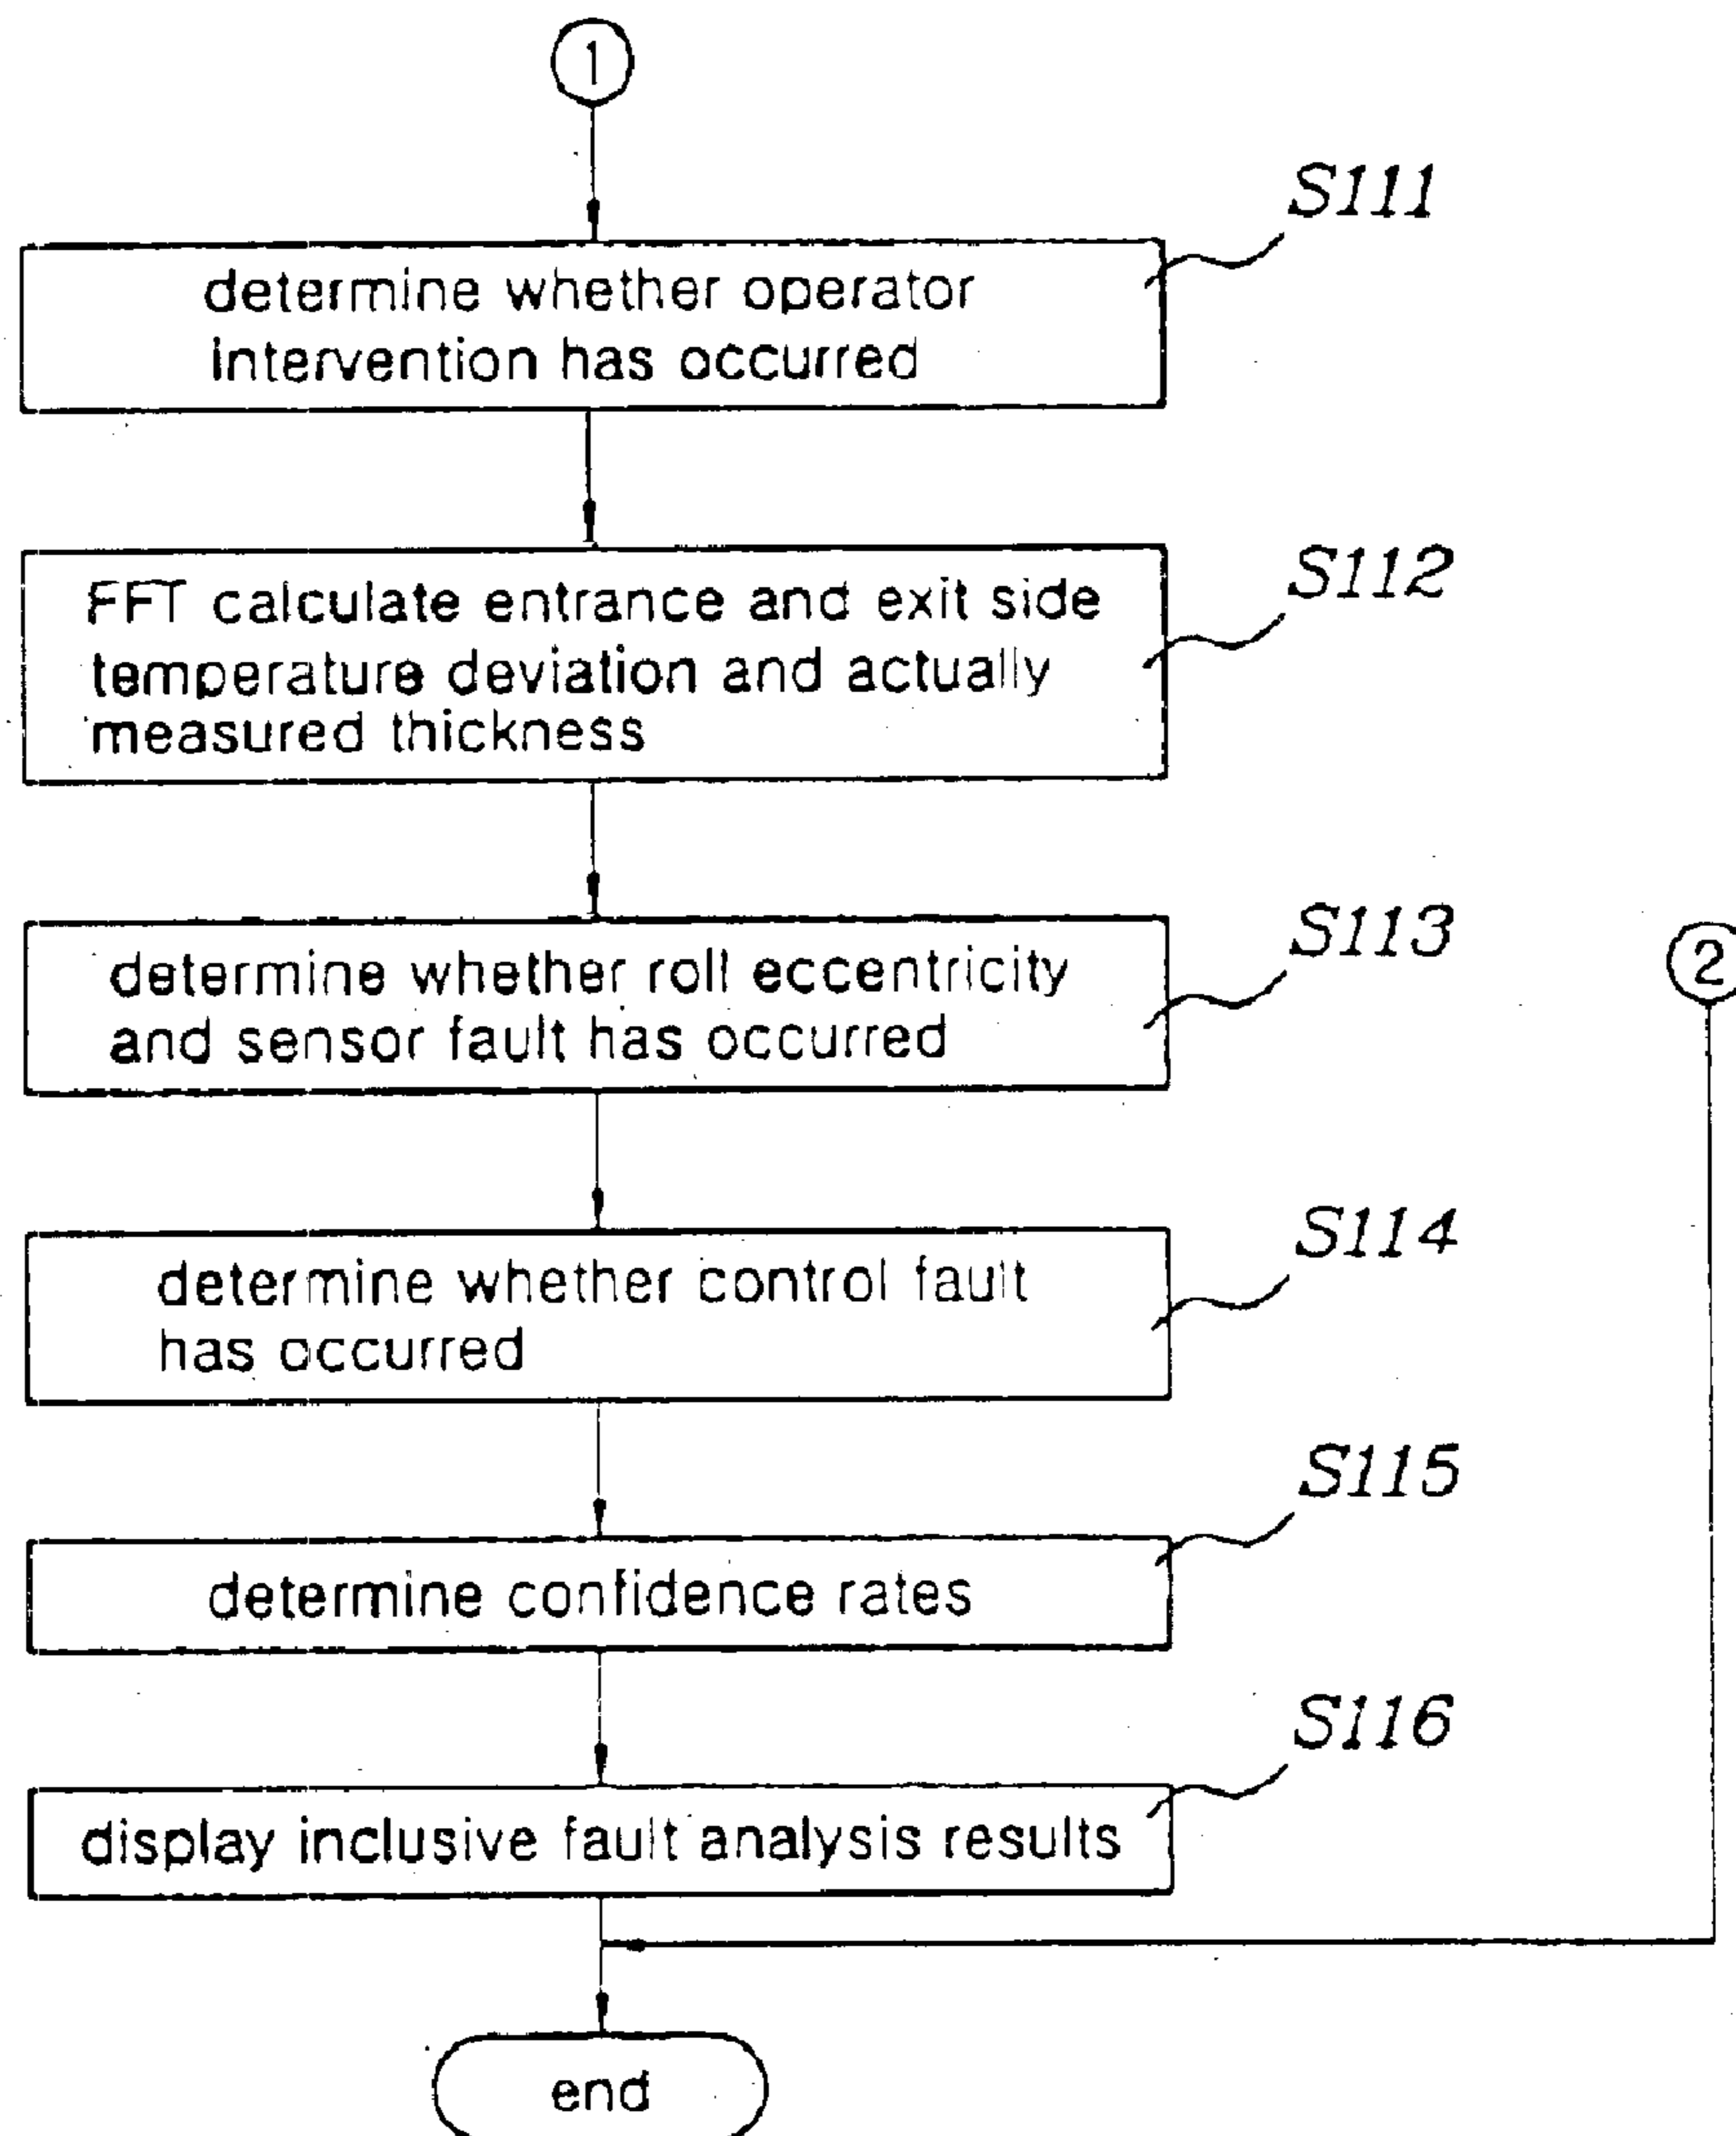 1
S111
determine whether operator
intervention has occurred
S112
FFT calculate entrance and exit side
temperature deviation and actually
measured thickness
S113
determine whether roll eccentricity
and sensor fault has occurred
2
S114
determine whether control fault
has occurred
S115
determine confidence rates
S116
display inclusive fault analysis results
end